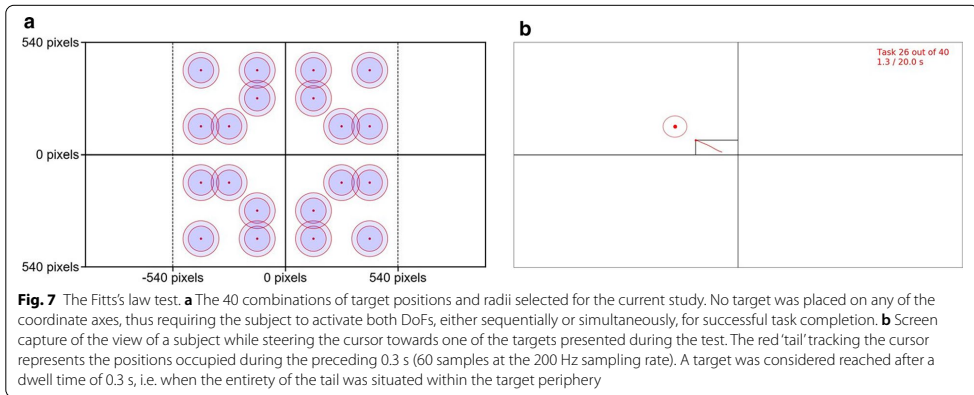 a
540 pixels
0 pixels
540 pixels
-540 pixels
0 pixels
540 pixels
b
Task 26 out of 40
1.3 / 20.0 s
Fig. 7 The Fitts's law test. a The 40 combinations of target positions and radii selected for the current study. No target was placed on any of the
coordinate axes, thus requiring the subject to activate both DoFs, either sequentially or simultaneously, for successful task completion. b Screen
capture of the view of a subject while steering the cursor towards one of the targets presented during the test. The red 'tail' tracking the cursor
represents the positions occupied during the preceding 0.3 s (60 samples at the 200 Hz sampling rate). A target was considered reached after a
dwell time of 0.3 s, i.e. when the entirety of the tail was situated within the target periphery